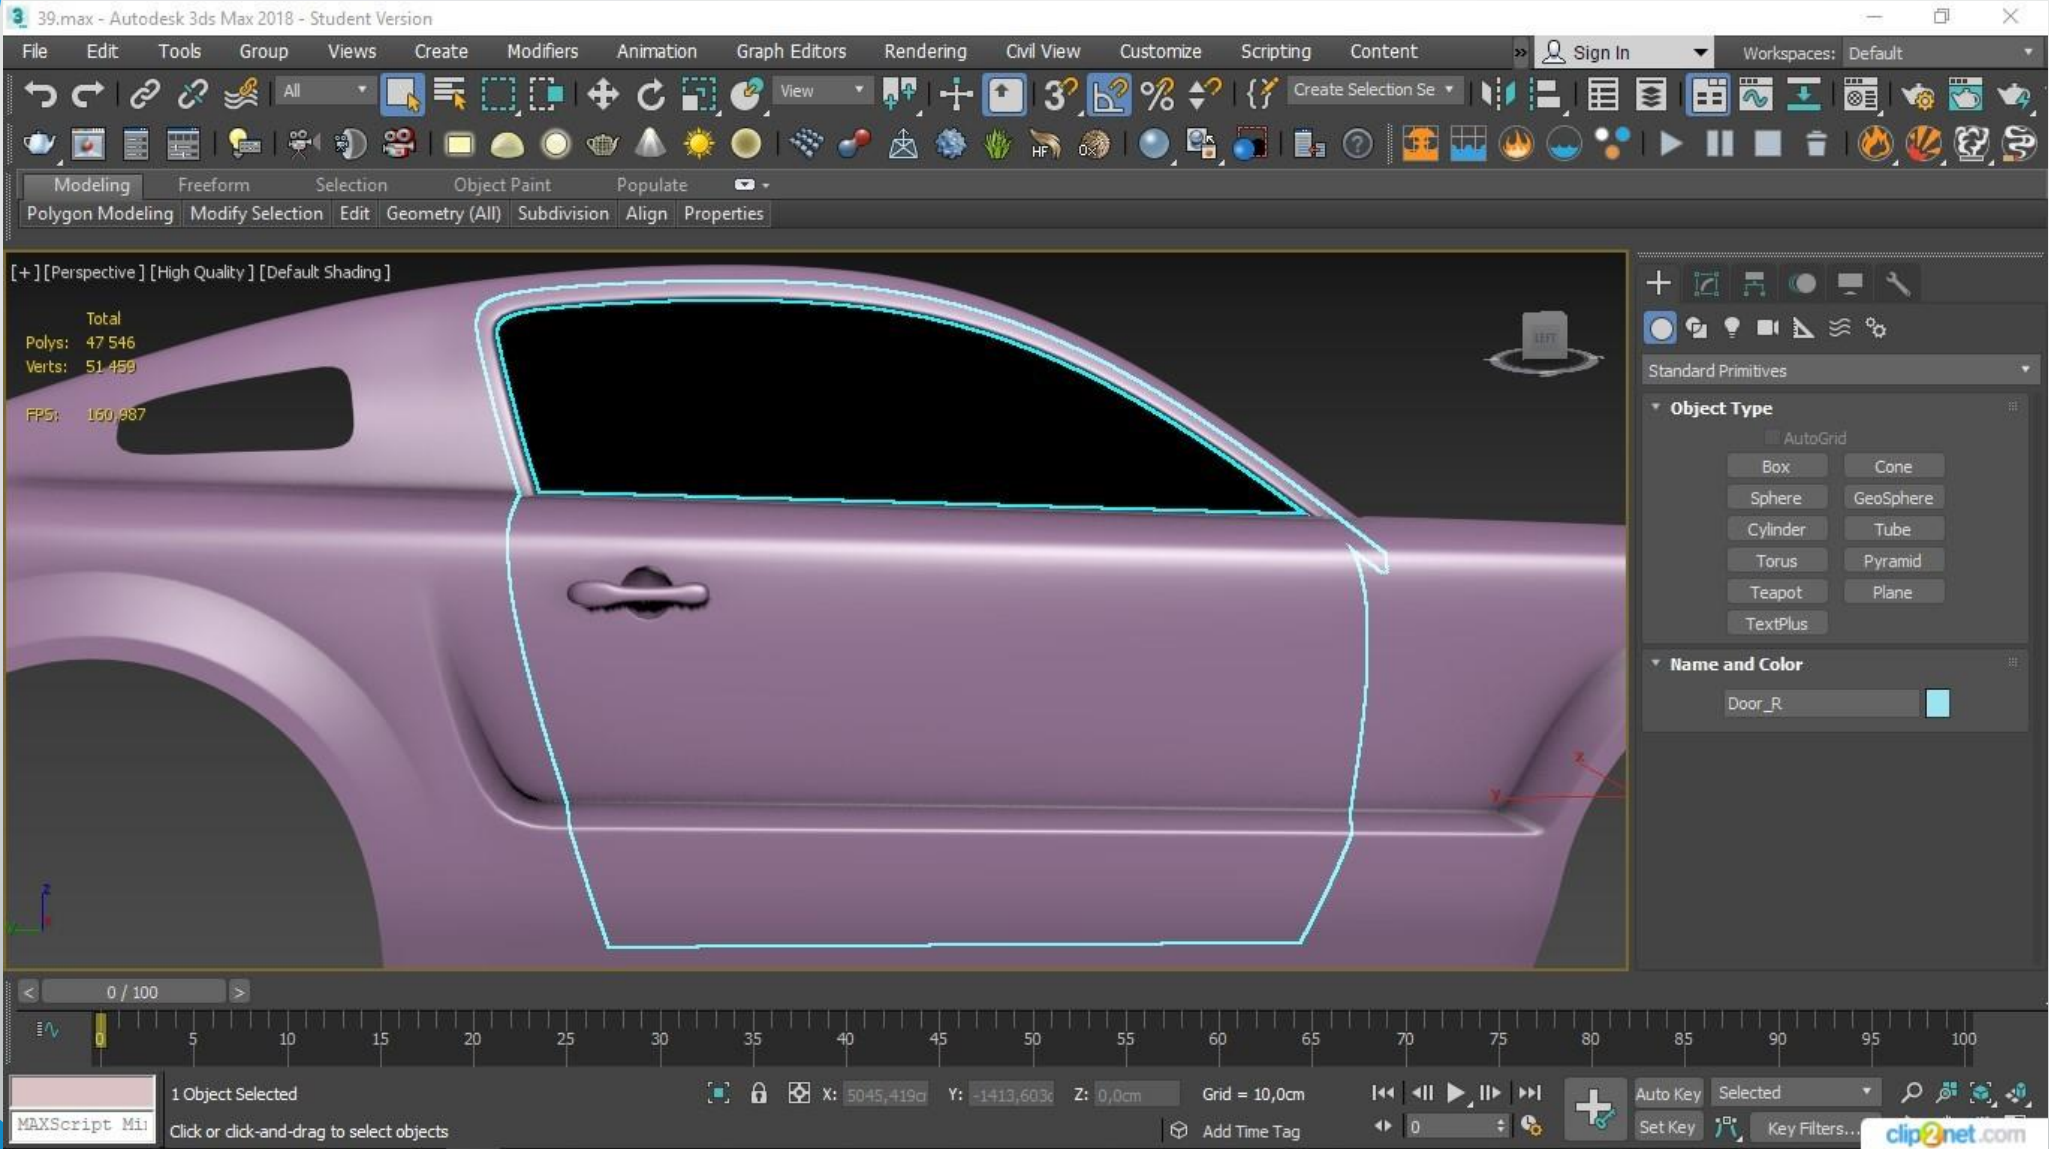 39.max - Autodesk 3ds Max 2018 - Student Version
File Edit Tools Group Views Create Modifiers Animation Graph Editors Rendering Civil View Customize Scripting Content » Sign In Workspaces: Default
All View Create Selection Se
Modeling Freeform Selection Object Paint Populate
Polygon Modeling Modify Selection Edit Geometry (All) Subdivision Align Properties
[+] [Perspective ] [High Quality ] [Default Shading ]
Total
Polys: 47 546
Verts: 51 459
FPS: 160,987
LEFT
Standard Primitives
Object Type
AutoGrid
Box Cone
Sphere GeoSphere
Cylinder Tube
Torus Pyramid
Teapot Plane
TextPlus
Name and Color
Door_R
z
y
z
x
y
< 0 / 100 >
0 5 10 15 20 25 30 35 40 45 50 55 60 65 70 75 80 85 90 95 100
1 Object Selected X: 5045,419c Y: -1413,603c Z: 0,0cm Grid = 10,0cm Auto Key Selected
MAXScript Mi Click or click-and-drag to select objects Add Time Tag 0 Set Key Key Filters...
clip2net.com